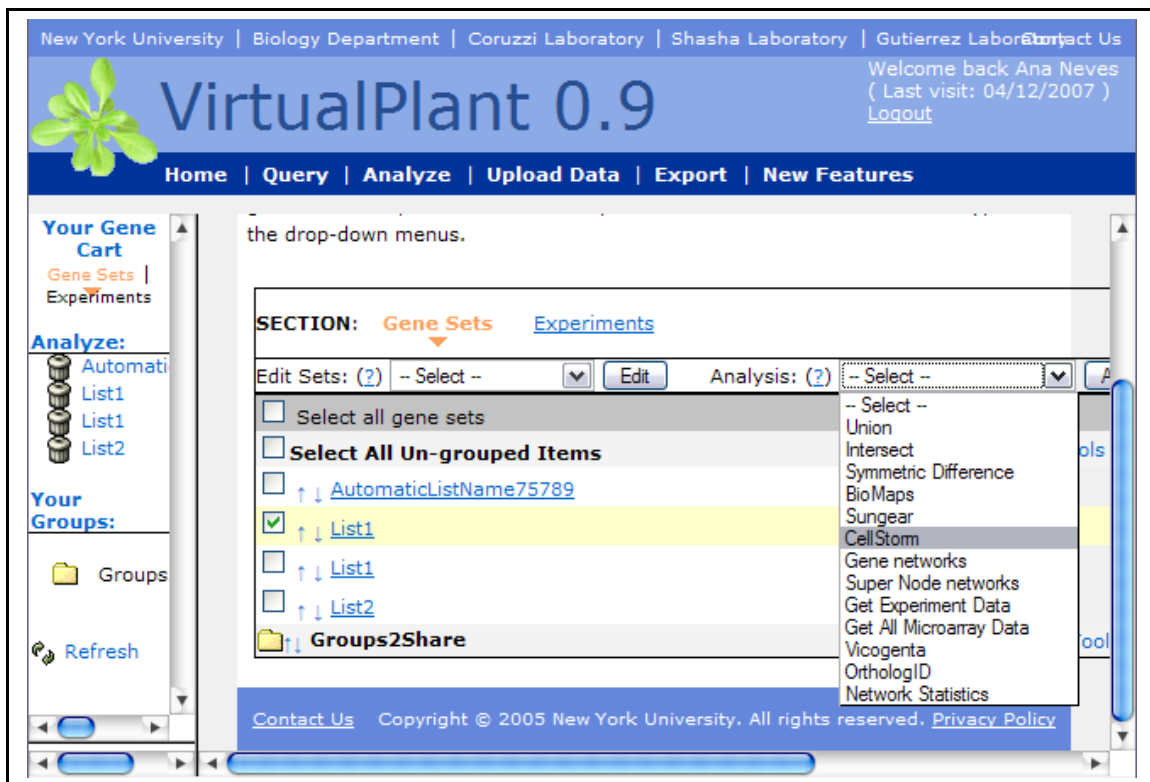 New York University | Biology Department | Coruzzi Laboratory | Shasha Laboratory | Gutierrez Laboratory Contact Us
Welcome back Ana Neves
( Last visit: 04/12/2007 )
Logout
VirtualPlant 0.9
Home | Query | Analyze | Upload Data | Export | New Features
Your Gene
Cart
Gene Sets |
Experiments
Analyze:
Automati
List1
List1
List2
Your
Groups:
Groups
Refresh
the drop-down menus.
SECTION: Gene Sets Experiments
Edit Sets: (?) -- Select -- Edit Analysis: (?) -- Select -- A
Select all gene sets
Select All Un-grouped Items ols
↑ ↓ AutomaticListName75789
↑ ↓ List1
↑ ↓ List1
↑ ↓ List2
↑↓ Groups2Share ool
-- Select --
Union
Intersect
Symmetric Difference
BioMaps
Sungear
CellStorm
Gene networks
Super Node networks
Get Experiment Data
Get All Microarray Data
Vicogenta
OrthologID
Network Statistics
Contact Us Copyright © 2005 New York University. All rights reserved. Privacy Policy